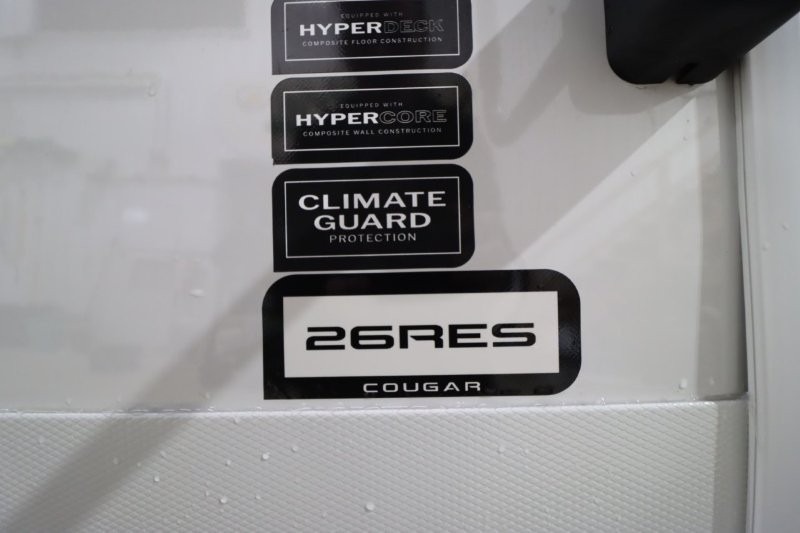 EQUIPPED WITH
HYPERDECK
COMPOSITE FLOOR CONSTRUCTION
EQUIPPED WITH
HYPERCORE
COMPOSITE WALL CONSTRUCTION
CLIMATE
GUARD
PROTECTION
26RES
COUGAR